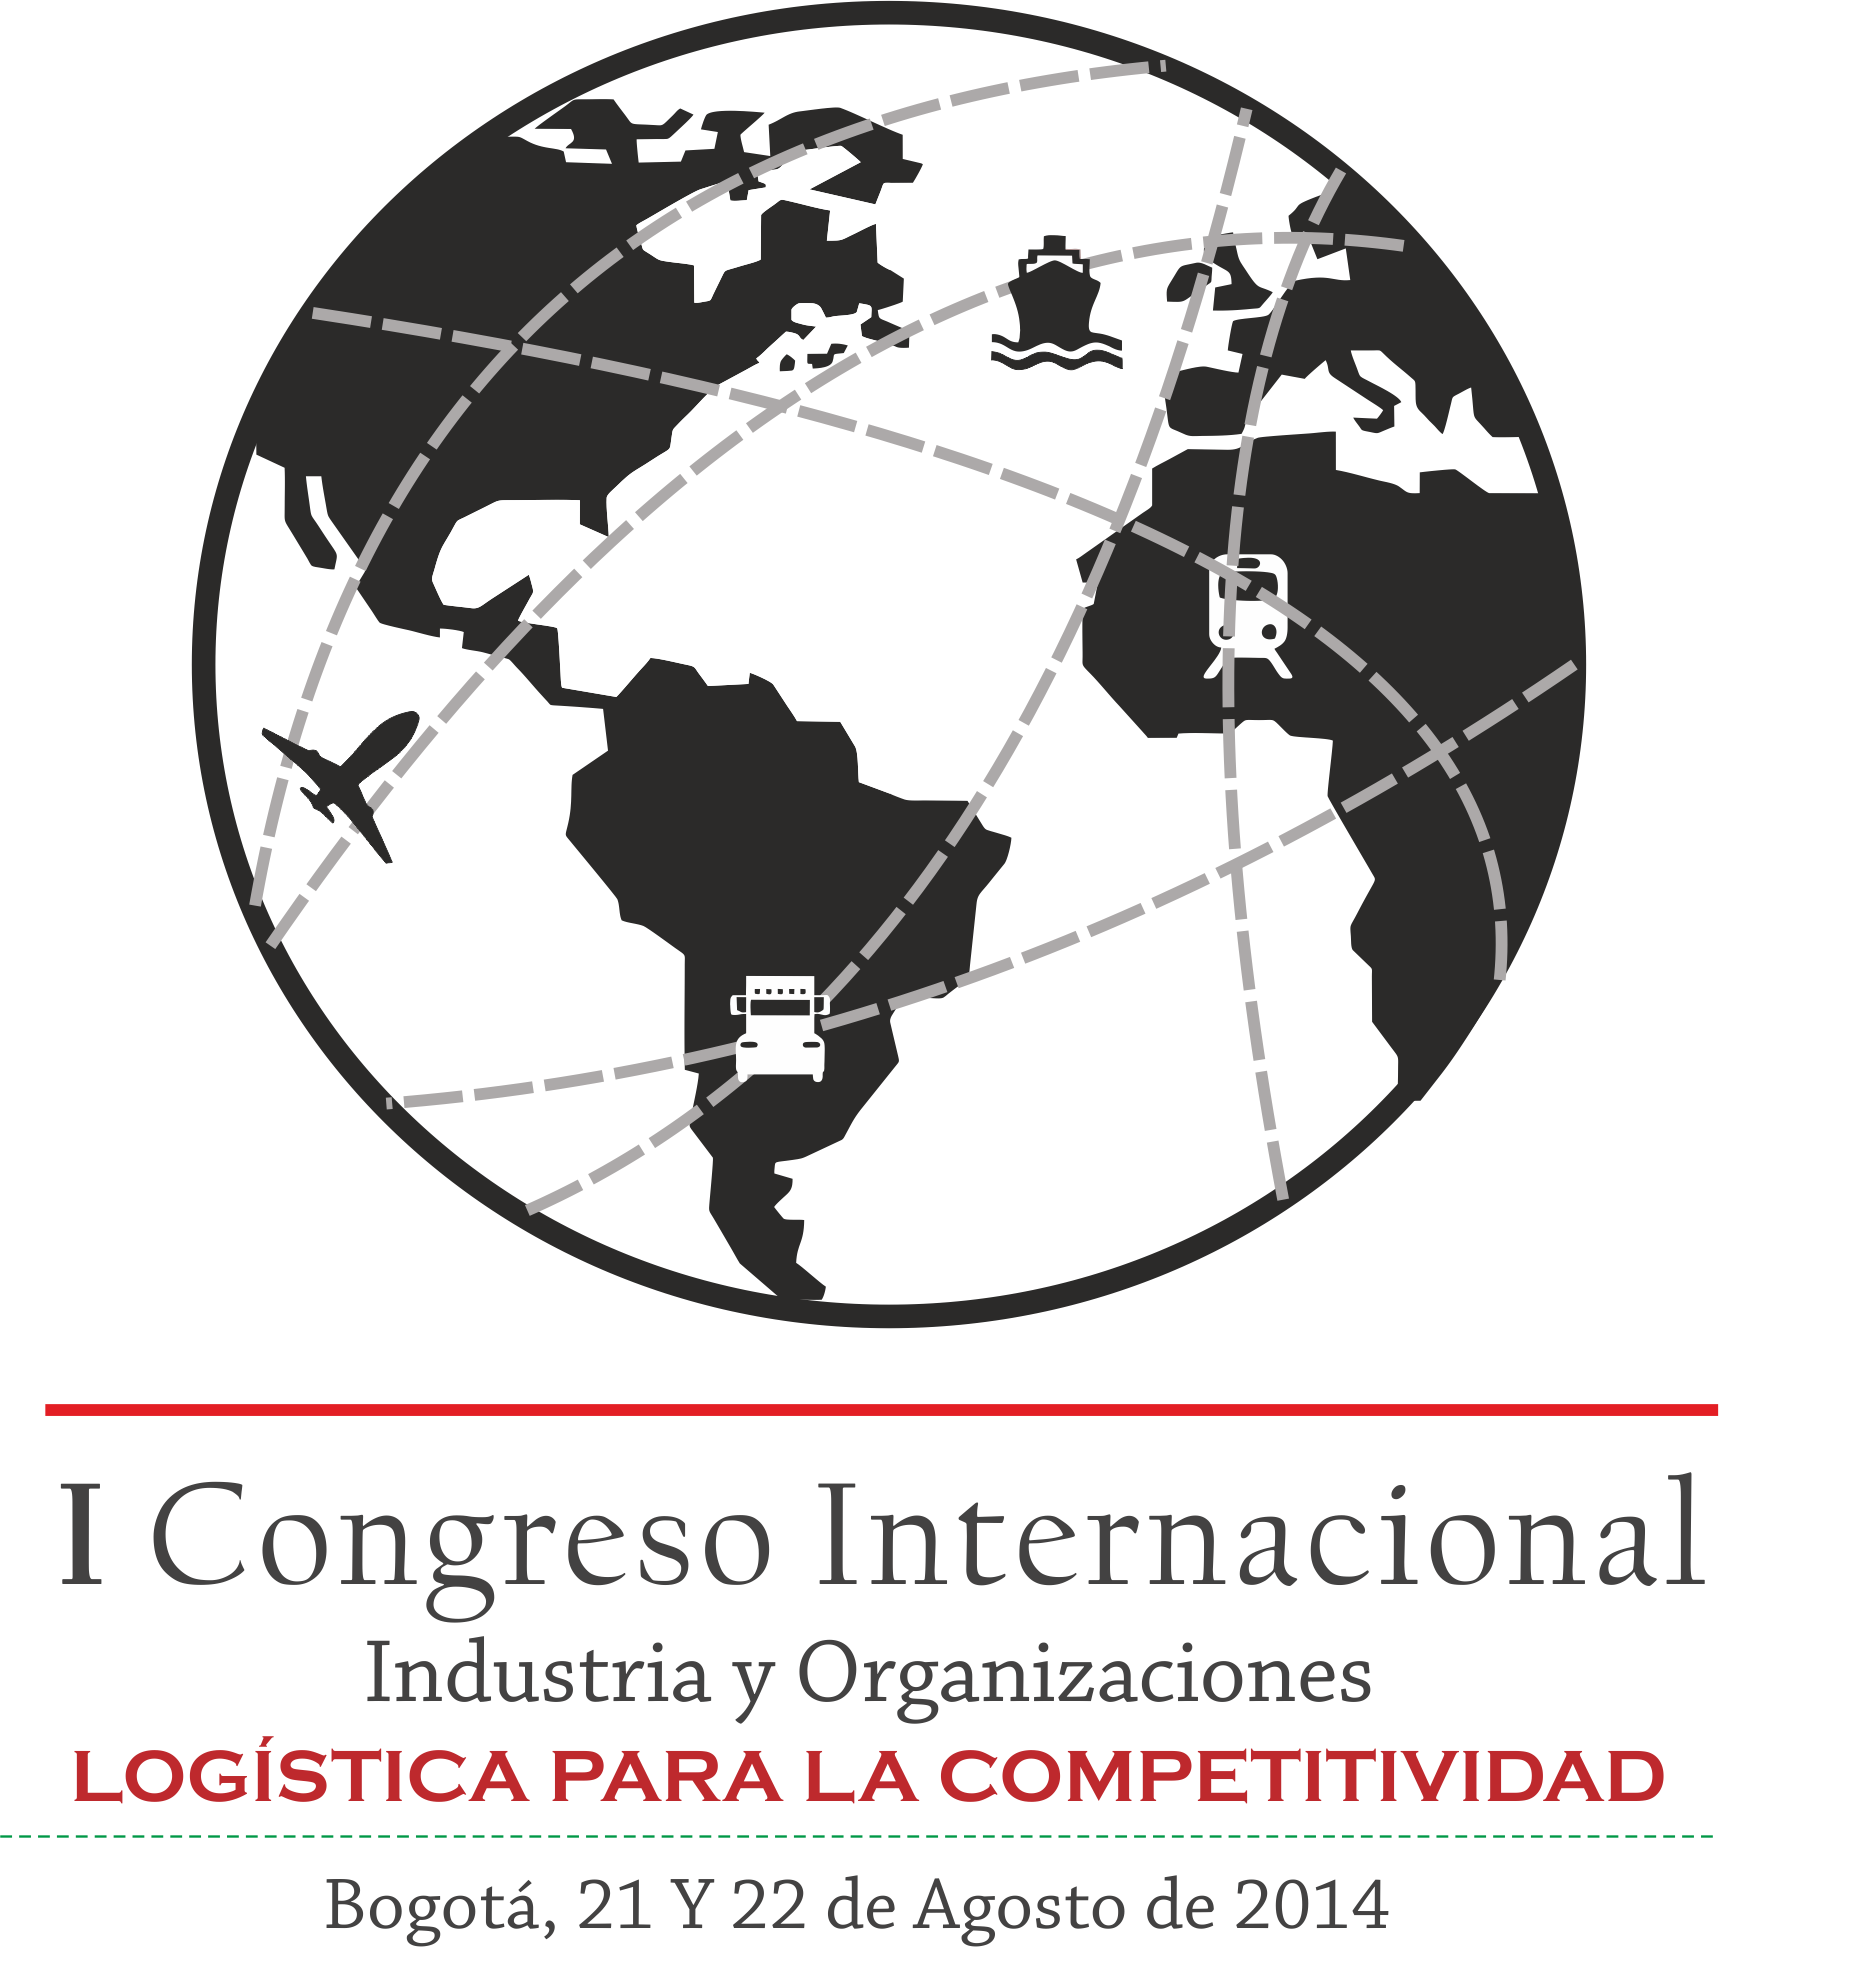 I Congreso Internacional
Industria y Organizaciones
LOGÍSTICA PARA LA COMPETITIVIDAD
Bogotá, 21 Y 22 de Agosto de 2014